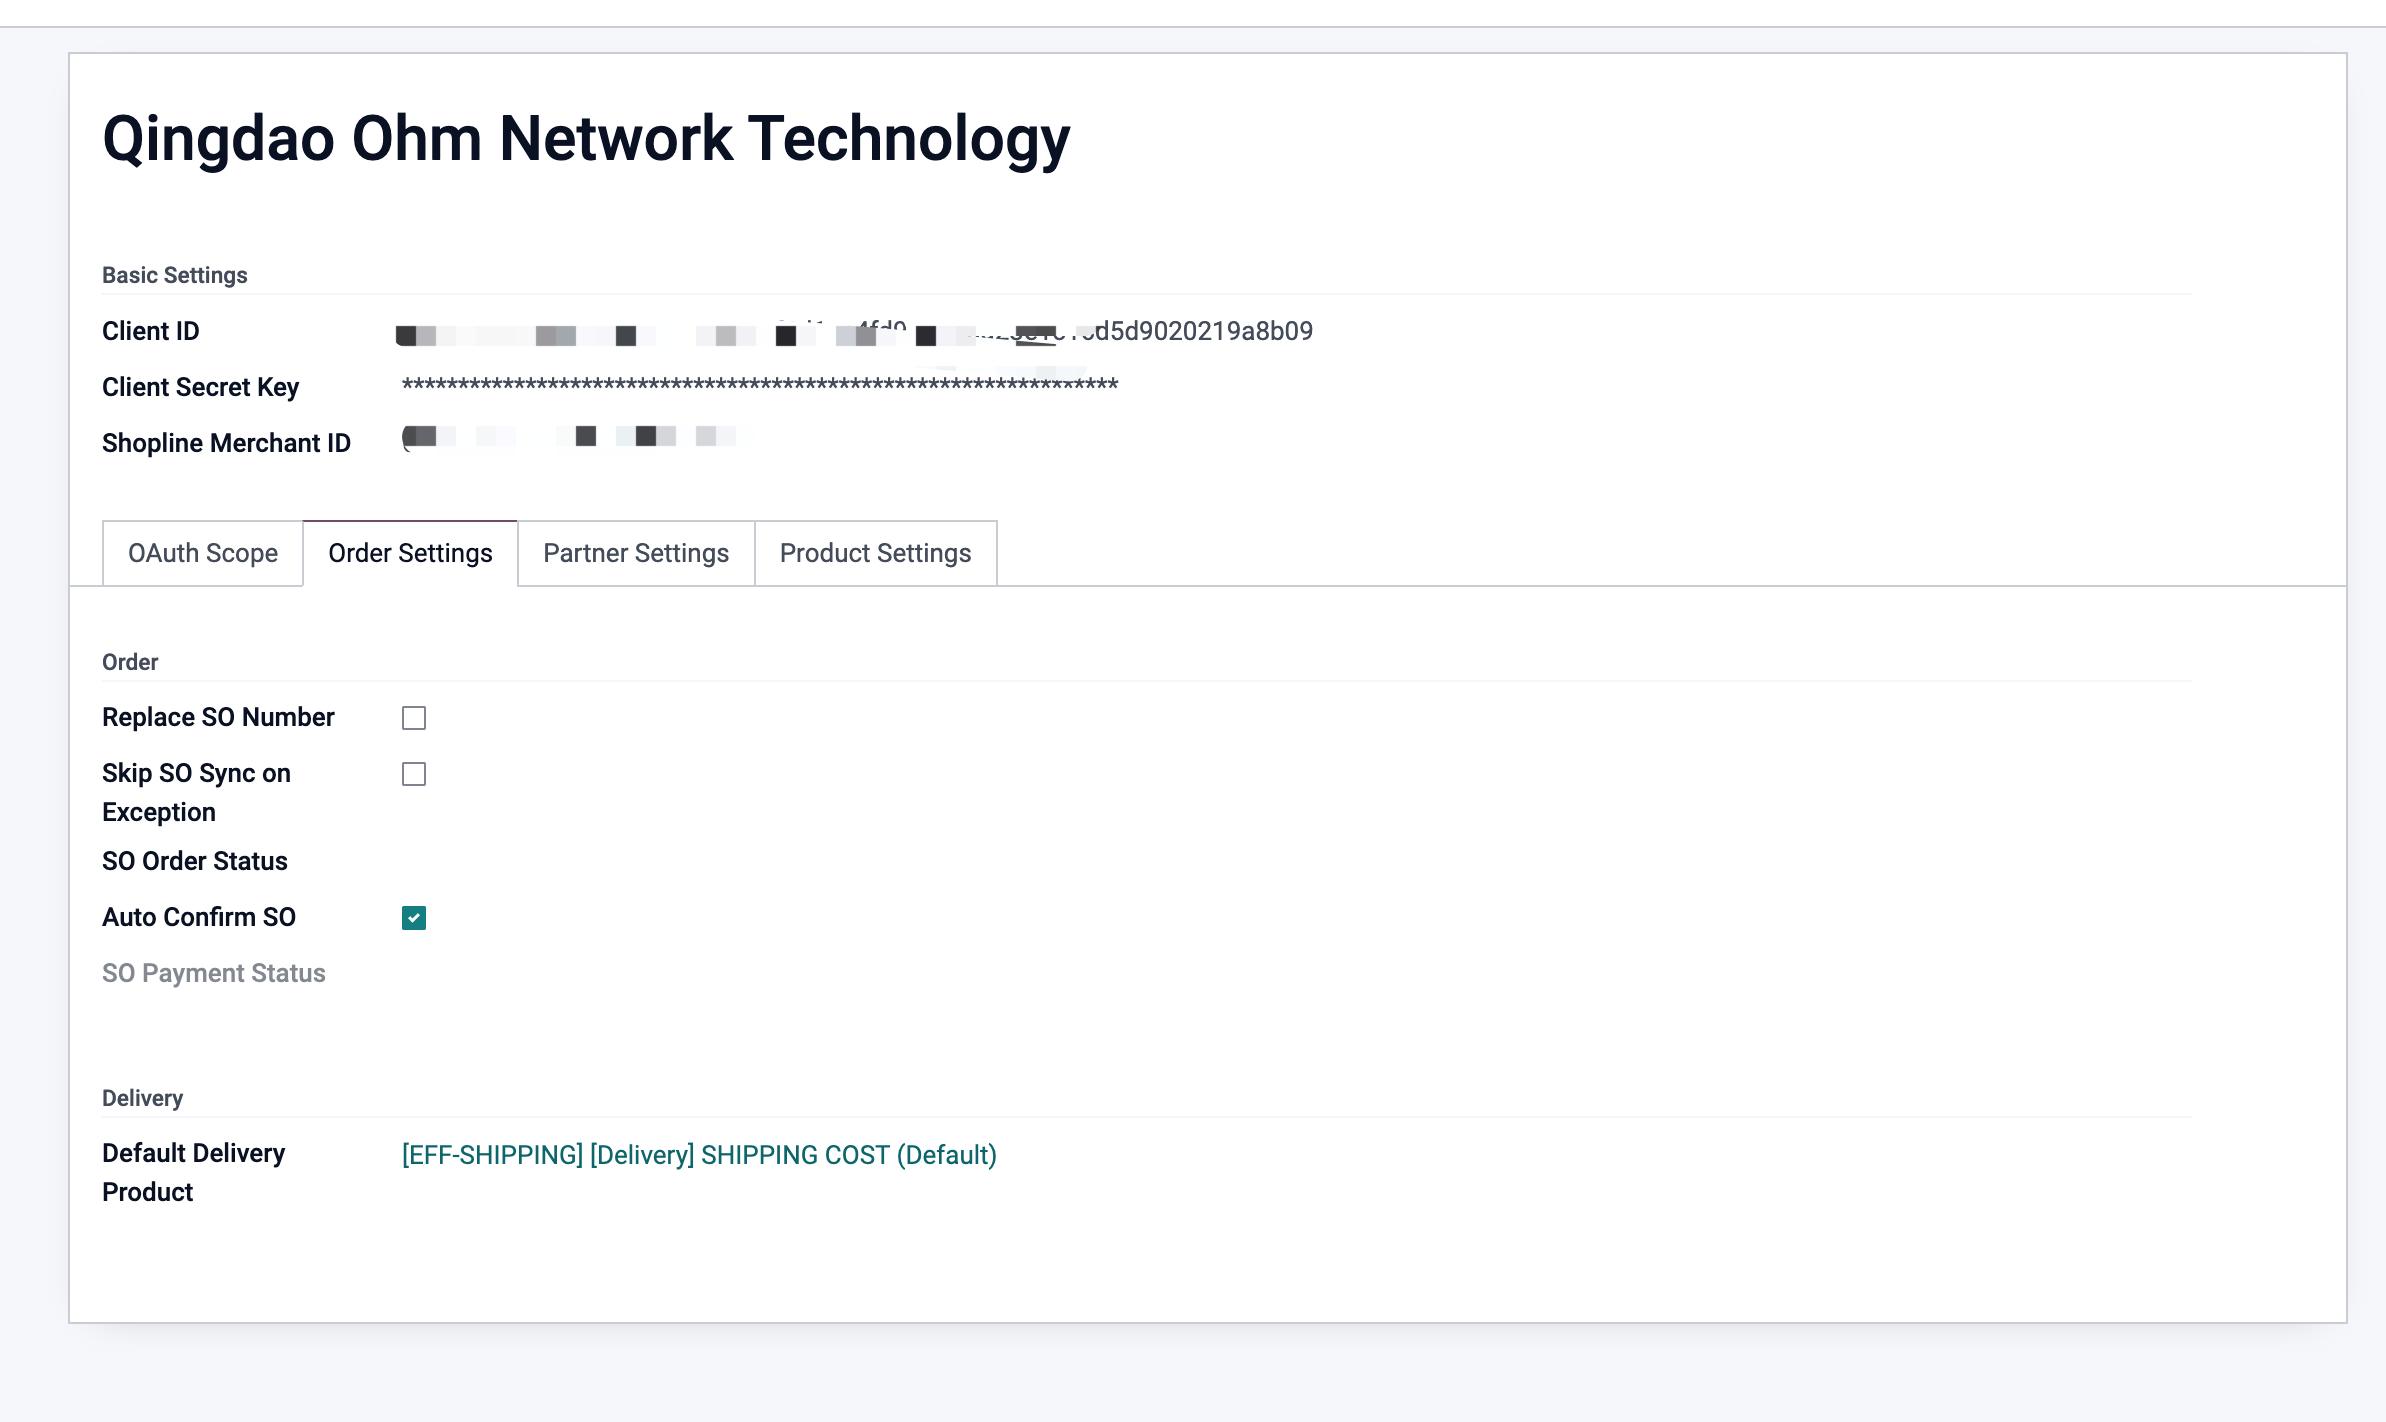 Qingdao Ohm Network Technology
Basic Settings
Client ID d5d9020219a8b09
Client Secret Key ****************************************************************
Shopline Merchant ID
OAuth Scope Order Settings Partner Settings Product Settings
Order
Replace SO Number
Skip SO Sync on
Exception
SO Order Status
Auto Confirm SO
SO Payment Status
Delivery
Default Delivery [EFF-SHIPPING] [Delivery] SHIPPING COST (Default)
Product